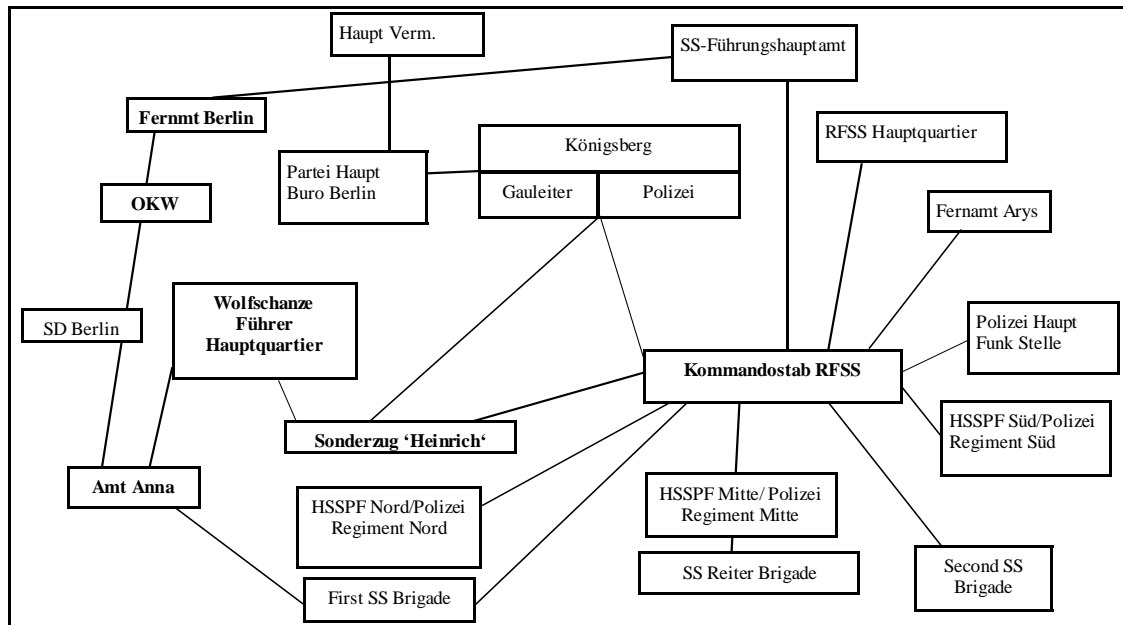 Haupt Verm.
SS-Führungshauptamt
Fernmt Berlin
RFSS Hauptquartier
Königsberg
Partei Haupt
Buro Berlin
Gauleiter
Polizei
OKW
Fernamt Arys
Wolfschanze
Führer
Hauptquartier
SD Berlin
Polizei Haupt
Funk Stelle
Kommandostab RFSS
HSSPF Süd/Polizei
Regiment Süd
Sonderzug ‘Heinrich‘
Amt Anna
HSSPF Nord/Polizei
Regiment Nord
HSSPF Mitte/ Polizei
Regiment Mitte
SS Reiter Brigade
Second SS
Brigade
First SS Brigade